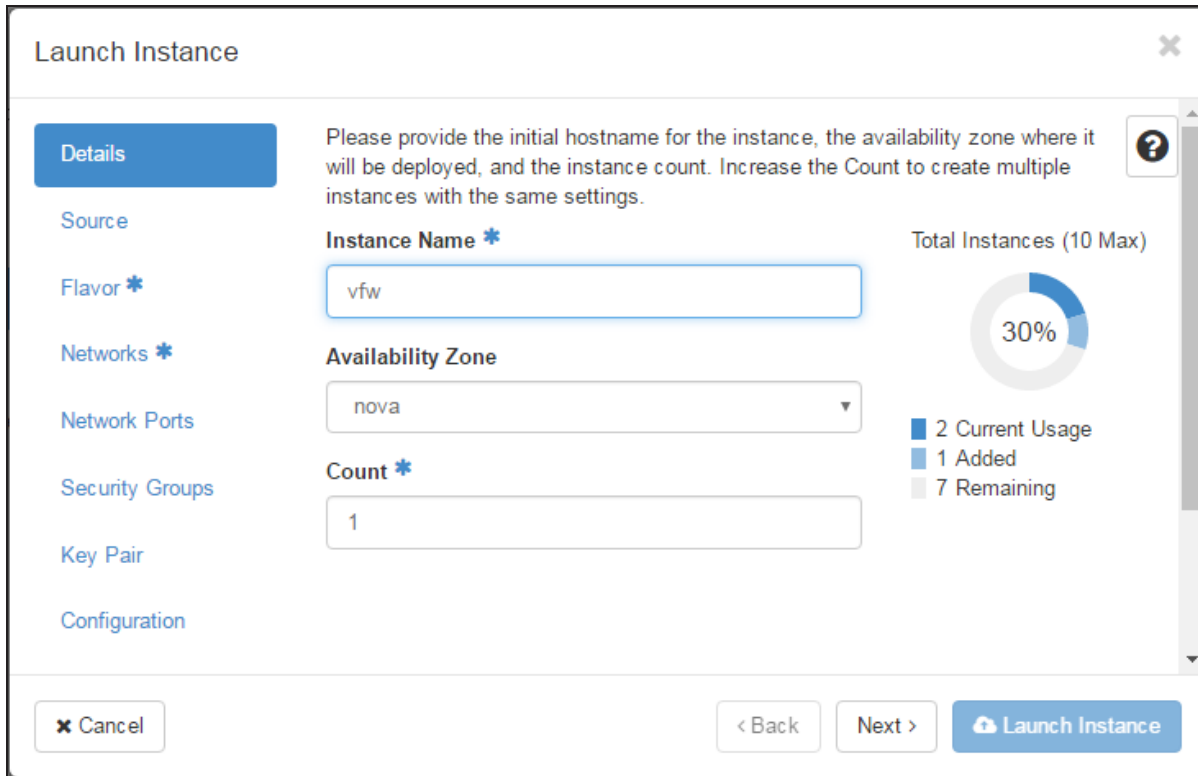 Launch Instance
Details
Source
Flavor *
Networks *
Network Ports
Security Groups
Key Pair
Configuration
Please provide the initial hostname for the instance, the availability zone where it
will be deployed, and the instance count. Increase the Count to create multiple
instances with the same settings.
Instance Name *
vfw
Availability Zone
nova
Count *
1
Total Instances (10 Max)
30%
2 Current Usage
1 Added
7 Remaining
Cancel
< Back
Next >
Launch Instance